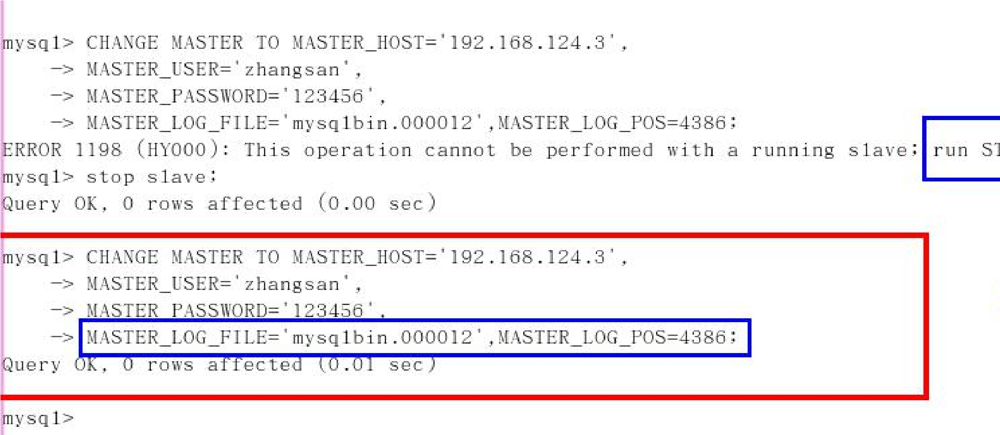 mysql> CHANGE MASTER TO MASTER_HOST='192.168.124.3',
-> MASTER_USER='zhangsan',
-> MASTER_PASSWORD='123456',
-> MASTER_LOG_FILE='mysqlbin.000012',MASTER_LOG_POS=4386;
ERROR 1198 (HY000): This operation cannot be performed with a running slave; run ST
mysql> stop slave;
Query OK, 0 rows affected (0.00 sec)
mysql> CHANGE MASTER TO MASTER_HOST='192.168.124.3',
-> MASTER_USER='zhangsan',
-> MASTER_PASSWORD='123456',
-> MASTER_LOG_FILE='mysqlbin.000012',MASTER_LOG_POS=4386;
Query OK, 0 rows affected (0.01 sec)
mysql>